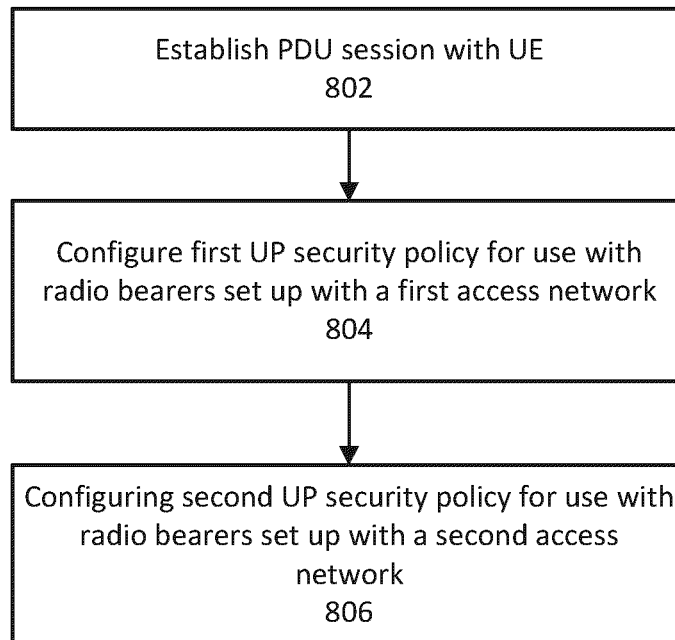 Establish PDU session with UE
802
Configure first UP security policy for use with
radio bearers set up with a first access network
804
Configuring second UP security policy for use with
radio bearers set up with a second access
network
806